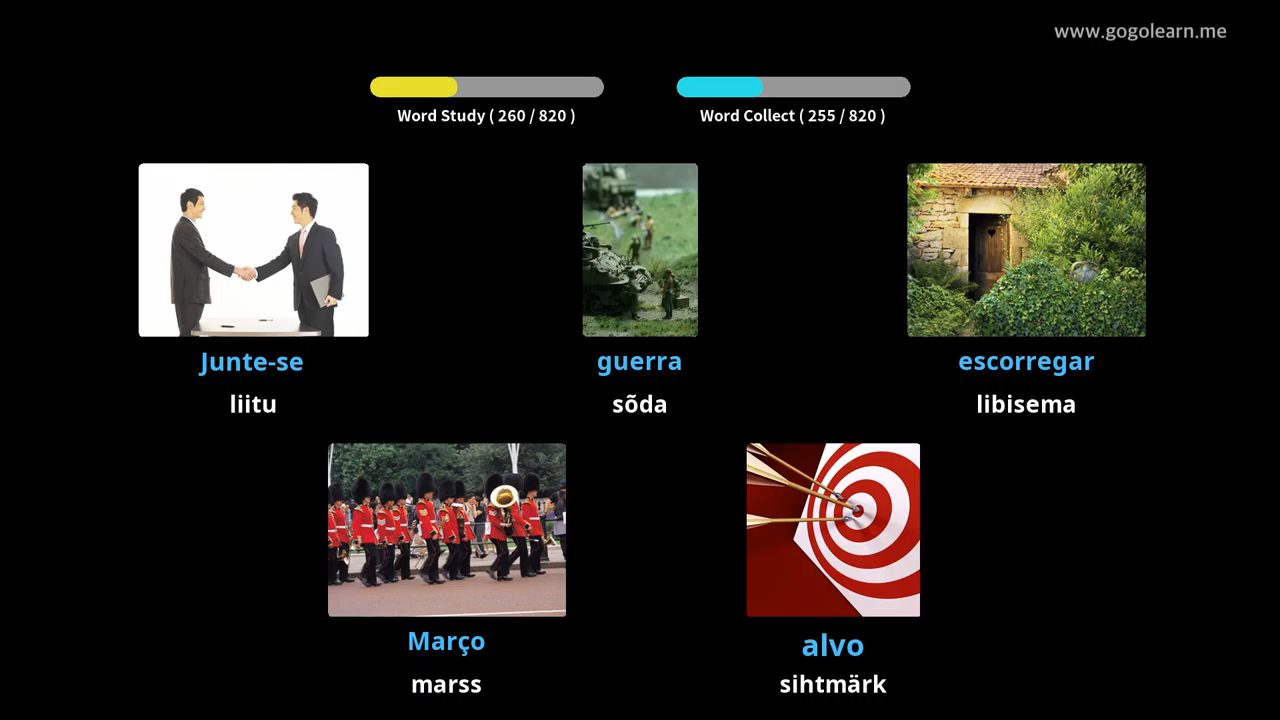 www.gogolearn.me
Word Study ( 260 / 820 )
Word Collect ( 255 / 820 )
Junte-se
liitu
guerra
sõda
escorregar
libisema
Março
marss
alvo
sihtmärk